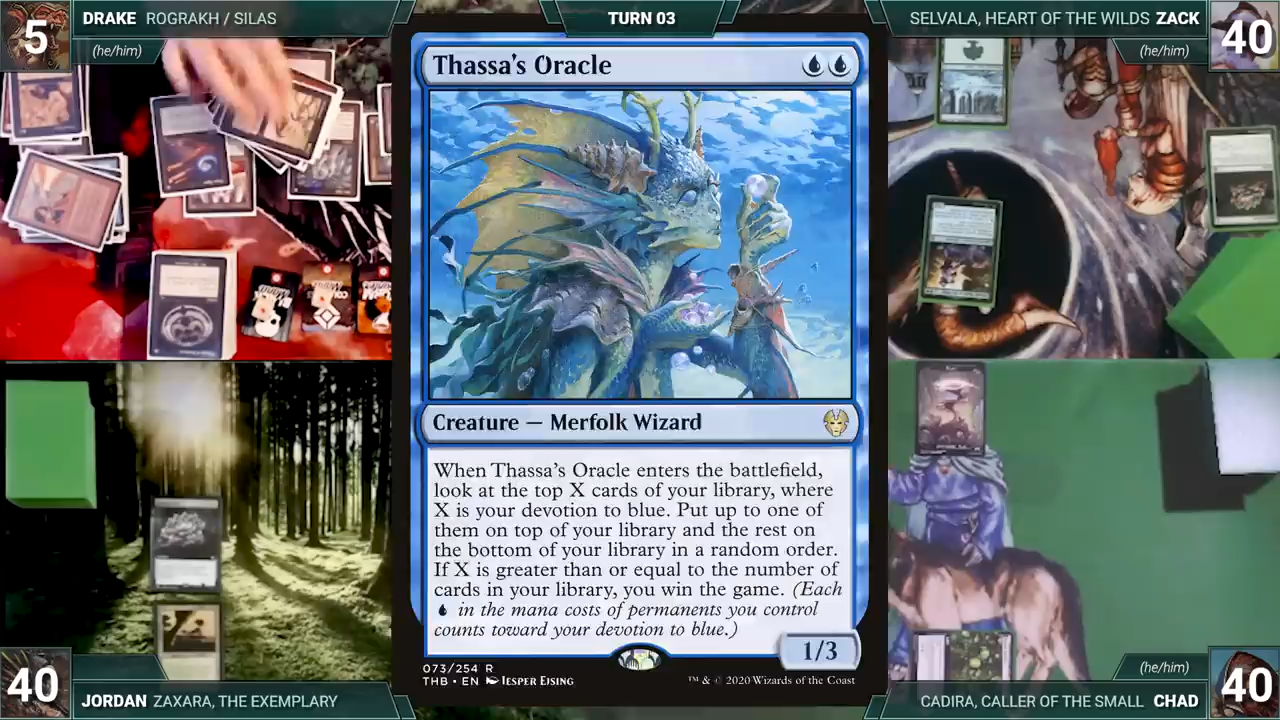 5
DRAKE ROGRAKH / SILAS
(he/him)
TURN 03
SELVALA, HEART OF THE WILDS ZACK
(he/him)
40
Thassa's Oracle
Creature — Merfolk Wizard
When Thassa's Oracle enters the battlefield,
look at the top X cards of your library, where
X is your devotion to blue. Put up to one of
them on top of your library and the rest on
the bottom of your library in a random order.
If X is greater than or equal to the number of
cards in your library, you win the game. (Each
in the mana costs of permanents you control
counts toward your devotion to blue.)
1/3
073/254 R
THB • EN JESPER EJSING
™ & © 2020 Wizards of the Coast
40
JORDAN ZAXARA, THE EXEMPLARY
(he/him)
CADIRA, CALLER OF THE SMALL CHAD
40